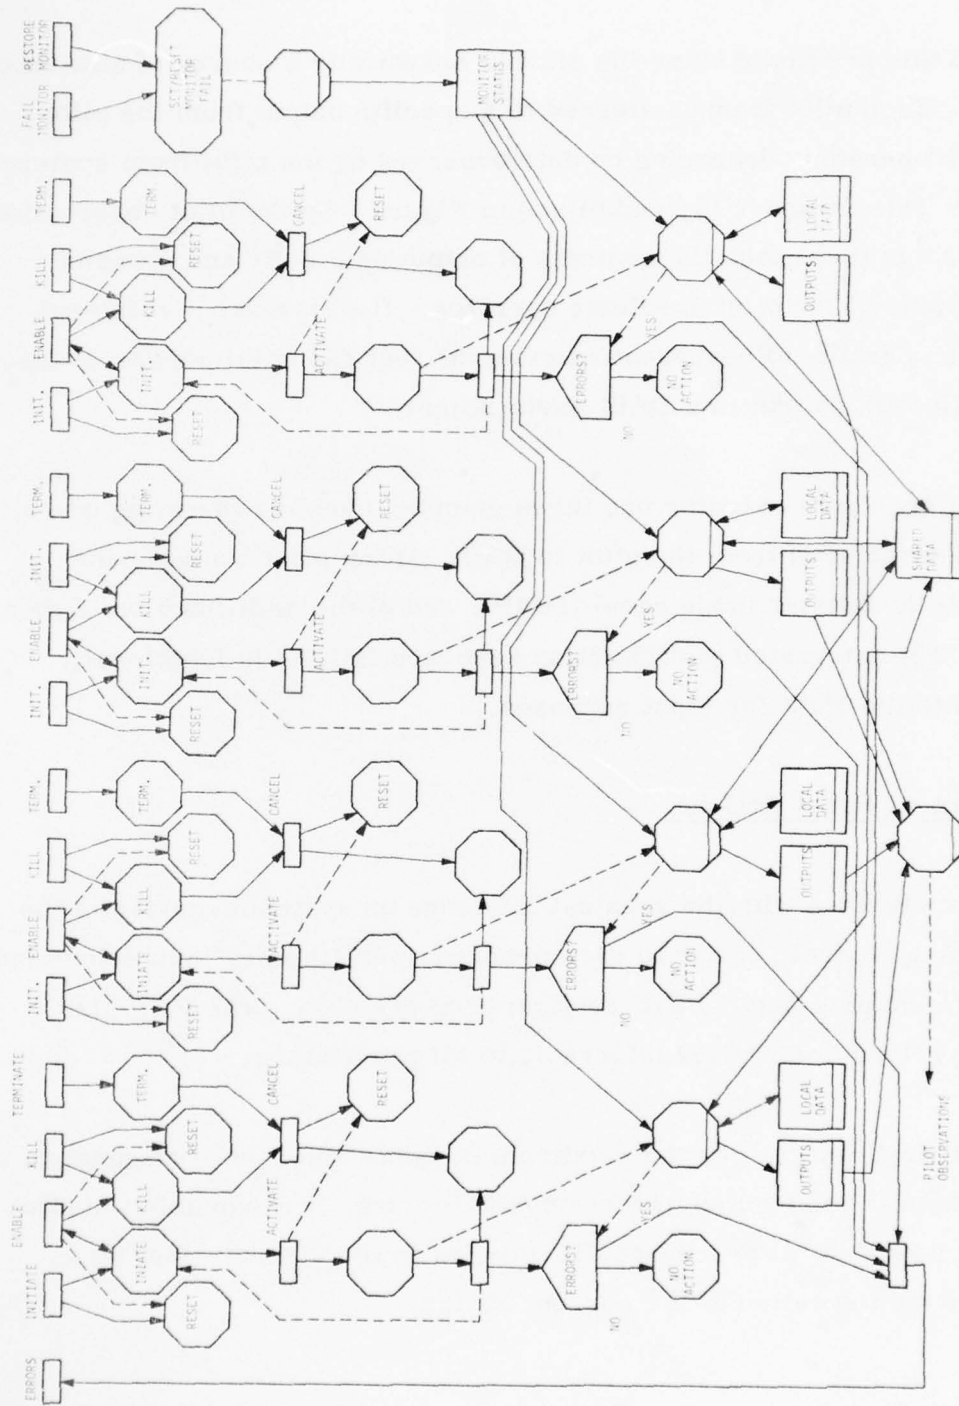 ERRORS
INITIATE
ENABLE
KILL
TERMINATE
INIT.
ENABLE
KILL
TERM.
INIT.
ENABLE
INIT.
TERM.
INIT.
ENABLE
KILL
TERM.
FAIL
MONITOR
RESTORE
MONITOR
INIATE
KILL
TERM.
INIATE
KILL
TERM.
INIT.
KILL
TERM.
INIT.
KILL
TERM.
SET/RESET
MONITOR
FAIL
RESET
RESET
RESET
RESET
RESET
RESET
RESET
RESET
ACTIVATE
CANCEL
ACTIVATE
CANCEL
ACTIVATE
CANCEL
ACTIVATE
CANCEL
RESET
RESET
RESET
RESET
MONITOR
STATUS
ERRORS?
ERRORS?
ERRORS?
ERRORS?
NO
YES
NO
YES
NO
YES
NO
YES
NO
ACTION
NO
ACTION
NO
ACTION
NO
ACTION
OUTPUTS
LOCAL
DATA
OUTPUTS
LOCAL
DATA
OUTPUTS
LOCAL
DATA
OUTPUTS
LOCAL
DATA
SHARED
DATA
PILOT
OBSERVATIONS